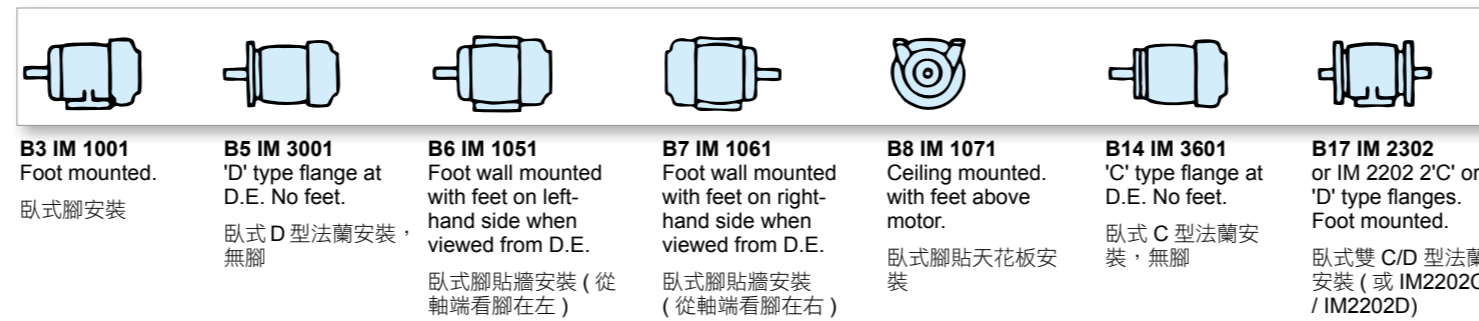 B3 IM 1001
Foot mounted.
臥式腳安裝
B5 IM 3001
'D' type flange at
D.E. No feet.
臥式 D 型法蘭安裝，
無腳
B6 IM 1051
Foot wall mounted
with feet on left-
hand side when
viewed from D.E.
臥式腳貼牆安裝 ( 從
軸端看腳在左 )
B7 IM 1061
Foot wall mounted
with feet on right-
hand side when
viewed from D.E.
臥式腳貼牆安裝
( 從軸端看腳在右 )
B8 IM 1071
Ceiling mounted.
with feet above
motor.
臥式腳貼天花板安
裝
B14 IM 3601
'C' type flange at
D.E. No feet.
臥式 C 型法蘭安
裝，無腳
B17 IM 2302
or IM 2202 2'C' or
'D' type flanges.
Foot mounted.
臥式雙 C/D 型法蘭
安裝 ( 或 IM2202C
/ IM2202D)